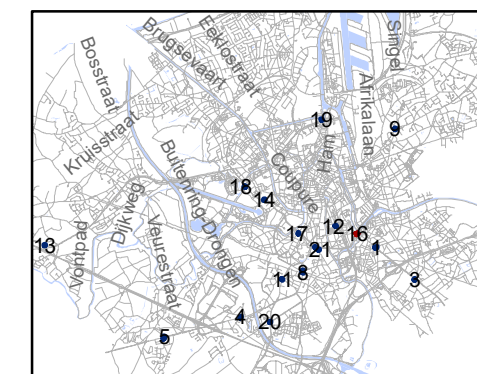 Brugsevaart
Eeklostraat
Singel
Bosstraat
Afrikalaan
Kruisstraat
19
9
Ham
Buitenring-Drongen
Coupure
18
14
Dijkweg
13
Vontpad
Veurestraat
17
12
16
21
1
8
11
3
4
20
5